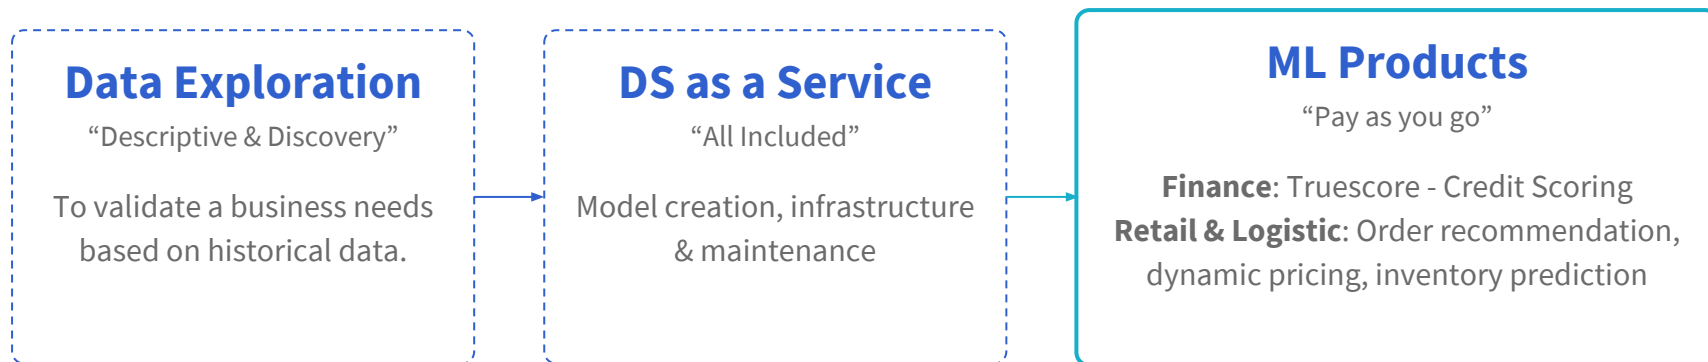 Data Exploration
“Descriptive & Discovery”
To validate a business needs
based on historical data.
DS as a Service
“All Included”
Model creation, infrastructure
& maintenance
ML Products
“Pay as you go”
Finance: Truescore - Credit Scoring
Retail & Logistic: Order recommendation,
dynamic pricing, inventory prediction